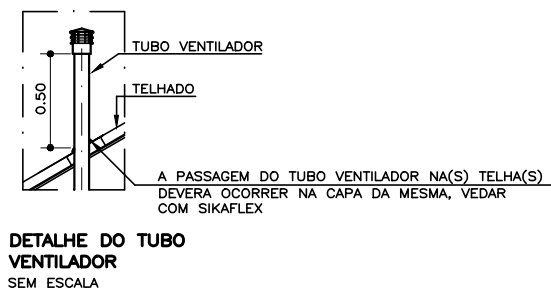 TUBO VENTILADOR
0.50
TELHADO
A PASSAGEM DO TUBO VENTILADOR NA(S) TELHA(S)
DEVERA OCORRER NA CAPA DA MESMA, VEDAR
COM SIKAFLEX
DETALHE DO TUBO
VENTILADOR
SEM ESCALA